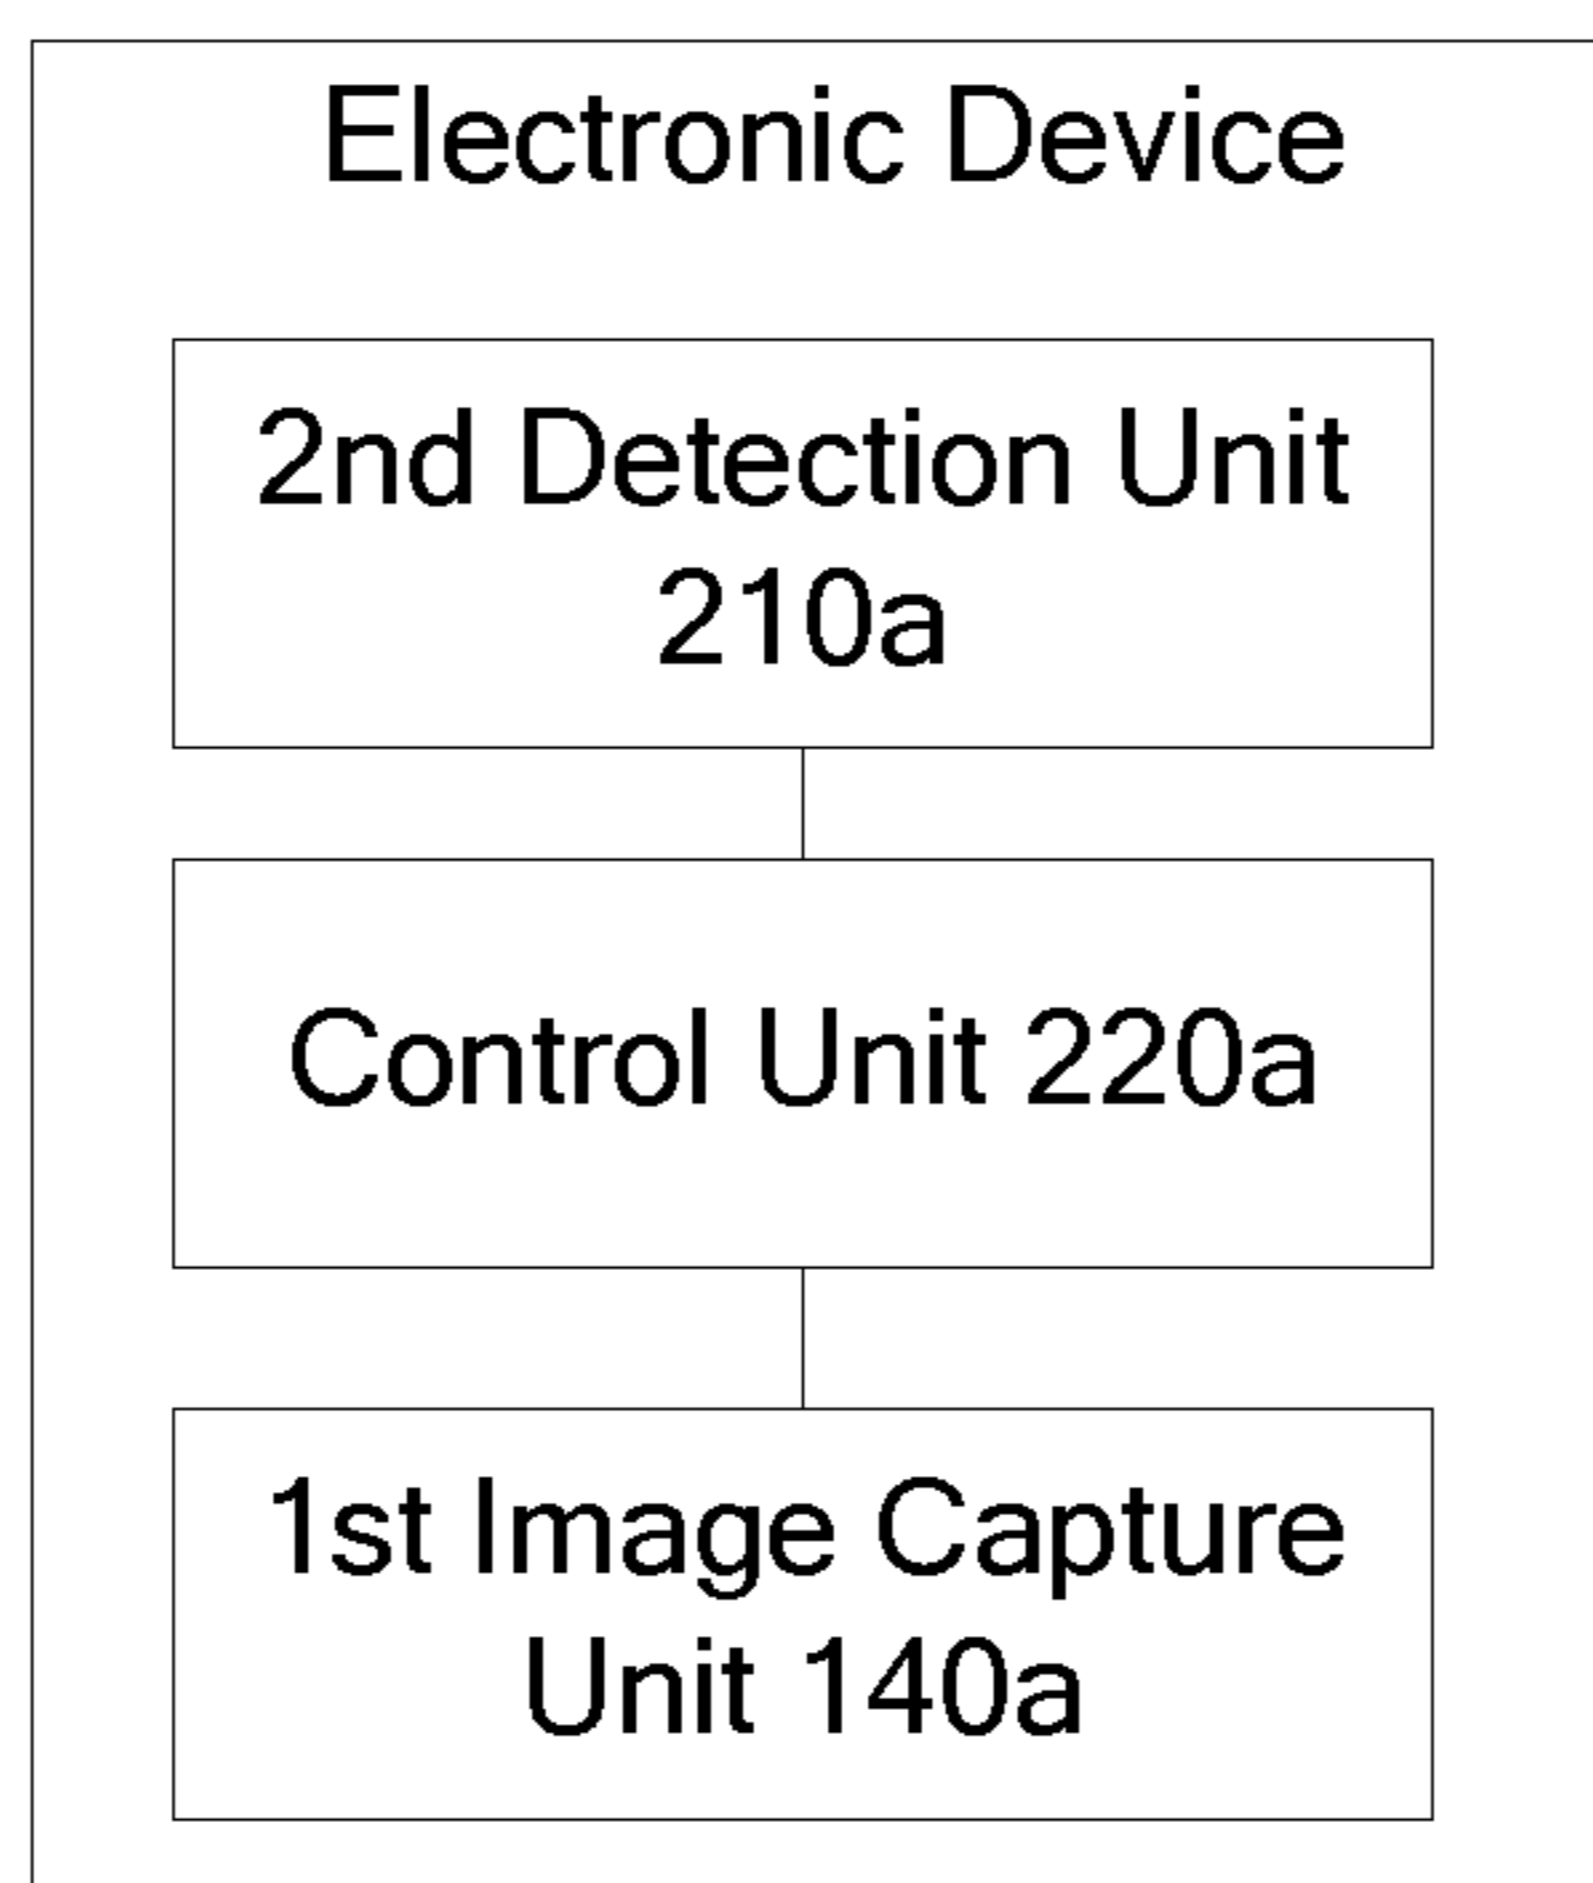 Electronic Device
2nd Detection Unit
210a
Control Unit 220a
1st Image Capture
Unit 140a